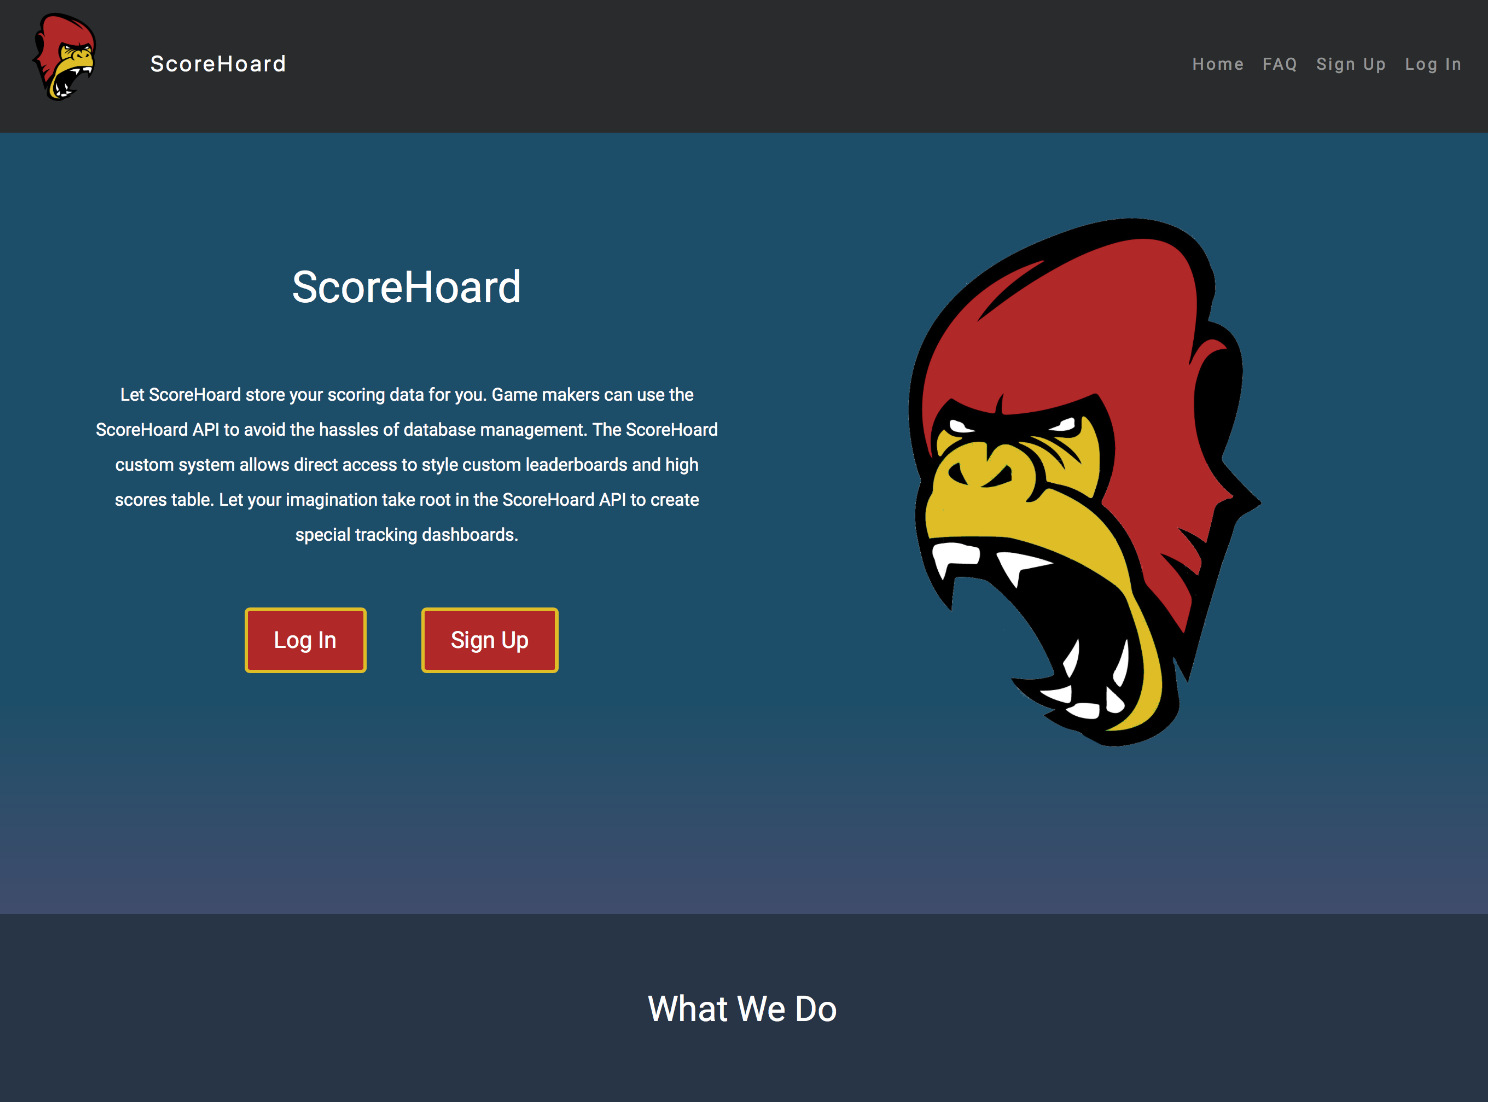 ScoreHoard
Home FAQ Sign Up Log In
ScoreHoard
Let ScoreHoard store your scoring data for you. Game makers can use the
ScoreHoard API to avoid the hassles of database management. The ScoreHoard
custom system allows direct access to style custom leaderboards and high
scores table. Let your imagination take root in the ScoreHoard API to create
special tracking dashboards.
Log In
Sign Up
What We Do